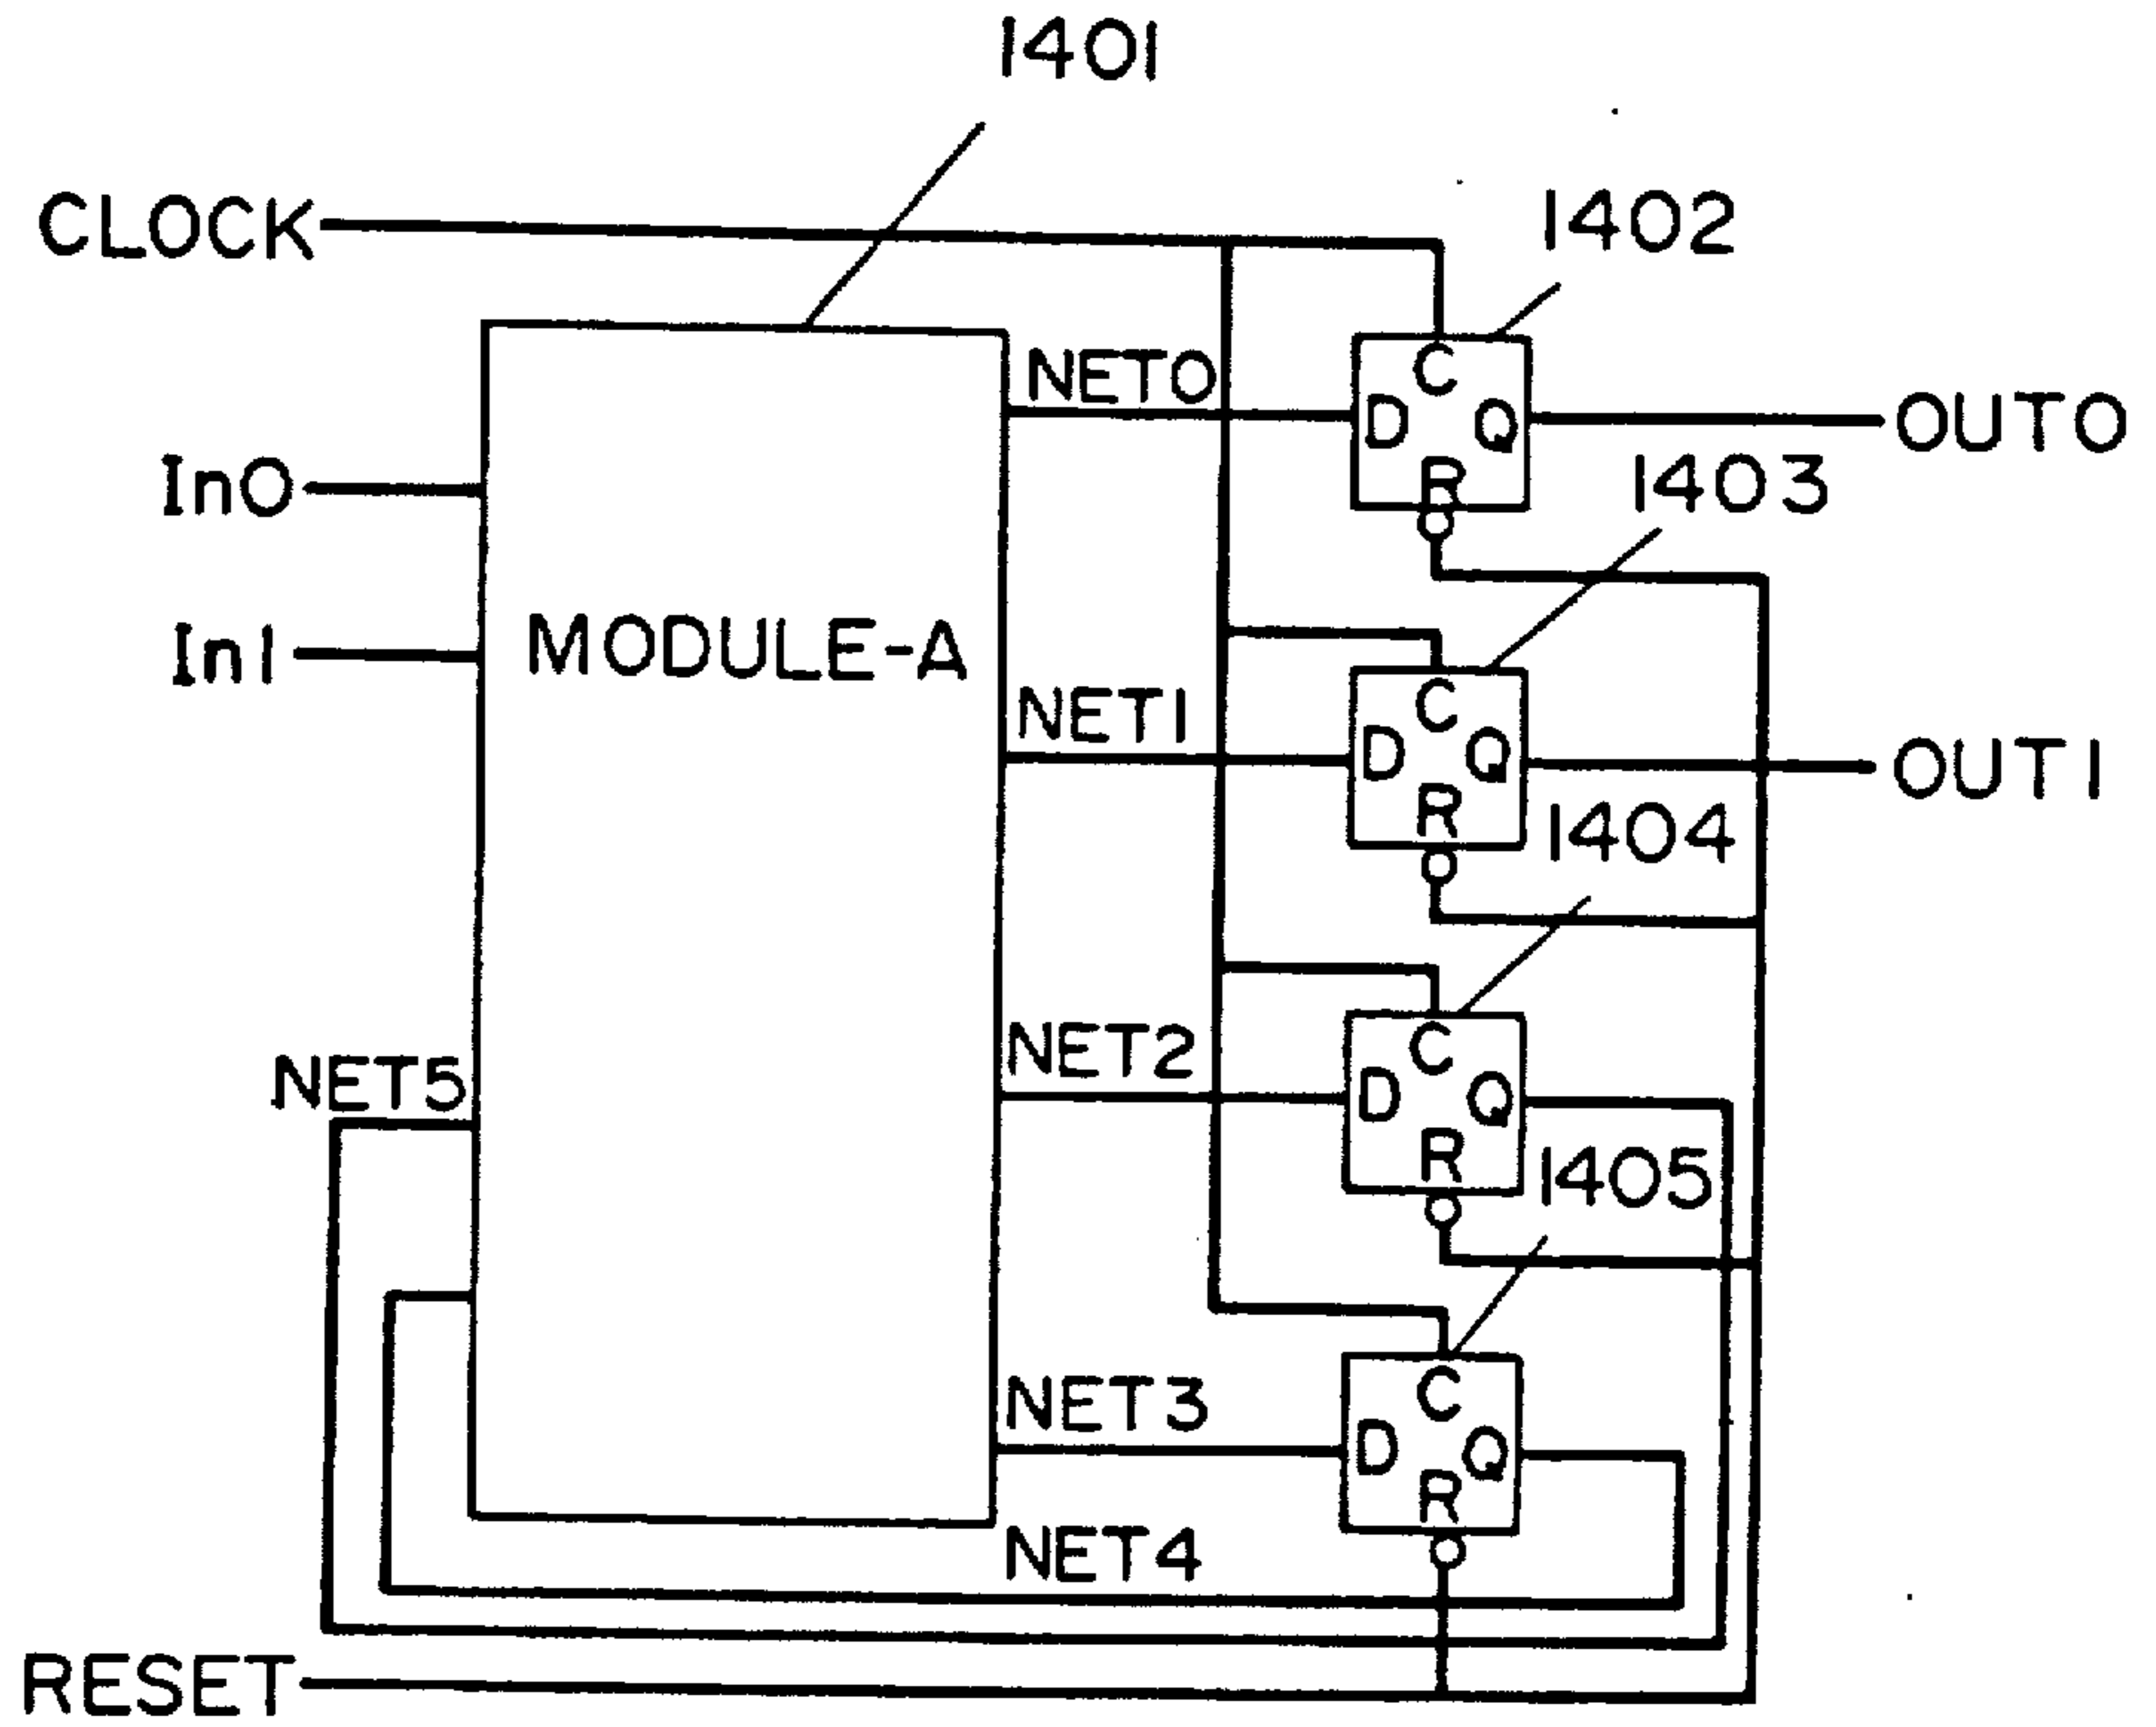 1401
CLOCK
1402
NET0
C
D
Q
R
OUT0
In0
1403
In1
MODULE-A
NET1
C
D
Q
R
OUT1
1404
NET2
C
D
Q
R
NET5
1405
NET3
C
D
Q
R
NET4
RESET